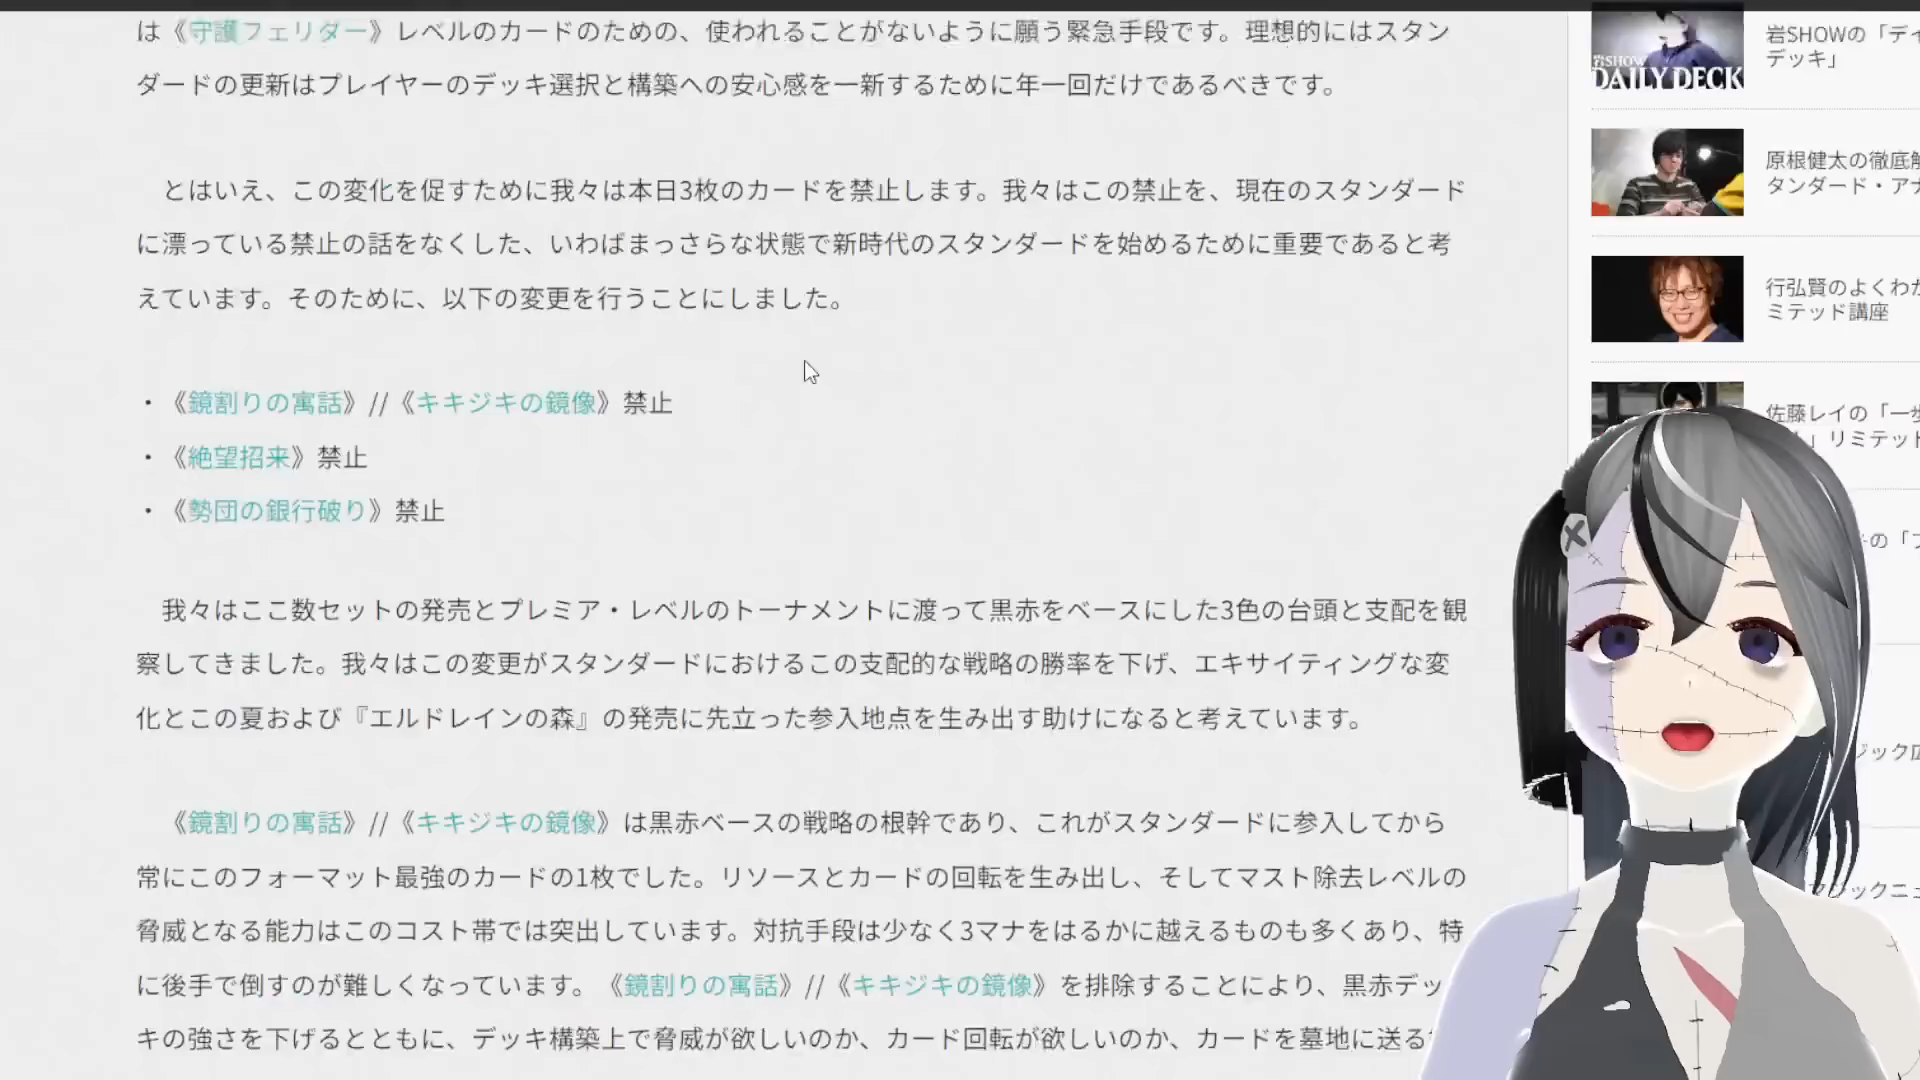 は《守護フェリダー》レベルのカードのための、使われることがないように願う緊急手段です。理想的にはスタン
ダードの更新はプレイヤーのデッキ選択と構築への安心感を一新するために年一回だけであるべきです。
とはいえ、この変化を促すために我々は本日3枚のカードを禁止します。我々はこの禁止を、現在のスタンダード
に漂っている禁止の話をなくした、いわばまっさらな状態で新時代のスタンダードを始めるために重要であると考
えています。そのために、以下の変更を行うことにしました。
・《鏡割りの寓話》//《キキジキの鏡像》禁止
・《絶望招来》禁止
・《勢団の銀行破り》禁止
我々はここ数セットの発売とプレミア・レベルのトーナメントに渡って黒赤をベースにした3色の台頭と支配を観
察してきました。我々はこの変更がスタンダードにおけるこの支配的な戦略の勝率を下げ、エキサイティングな変
化とこの夏および『エルドレインの森』の発売に先立った参入地点を生み出す助けになると考えています。
《鏡割りの寓話》//《キキジキの鏡像》は黒赤ベースの戦略の根幹であり、これがスタンダードに参入してから
常にこのフォーマット最強のカードの1枚でした。リソースとカードの回転を生み出し、そしてマスト除去レベルの
脅威となる能力はこのコスト帯では突出しています。対抗手段は少なく3マナをはるかに越えるものも多くあり、特
に後手で倒すのが難しくなっています。《鏡割りの寓話》//《キキジキの鏡像》を排除することにより、黒赤デッ
キの強さを下げるとともに、デッキ構築上で脅威が欲しいのか、カード回転が欲しいのか、カードを墓地に送る
岩SHOW
DAILY DECK
岩SHOWの「デイ
デッキ」
原根健太の徹底解
タンダード・アナ
行弘賢のよくわか
ミテッド講座
佐藤レイの「一歩
」リミテット
の「プ
ジック広
マジックニュ